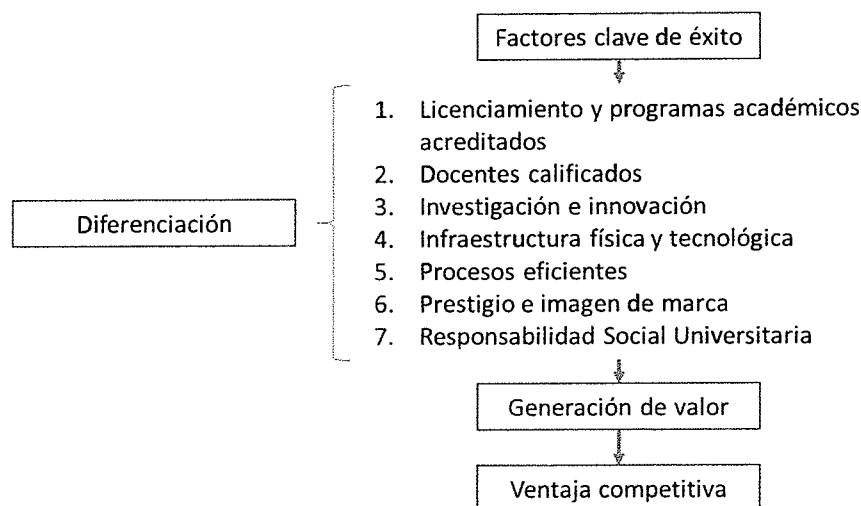 Factores clave de éxito
1. Licenciamiento y programas académicos
acreditados
2. Docentes calificados
3. Investigación e innovación
Diferenciación
4. Infraestructura física y tecnológica
5. Procesos eficientes
6. Prestigio e imagen de marca
7. Responsabilidad Social Universitaria
Generación de valor
Ventaja competitiva